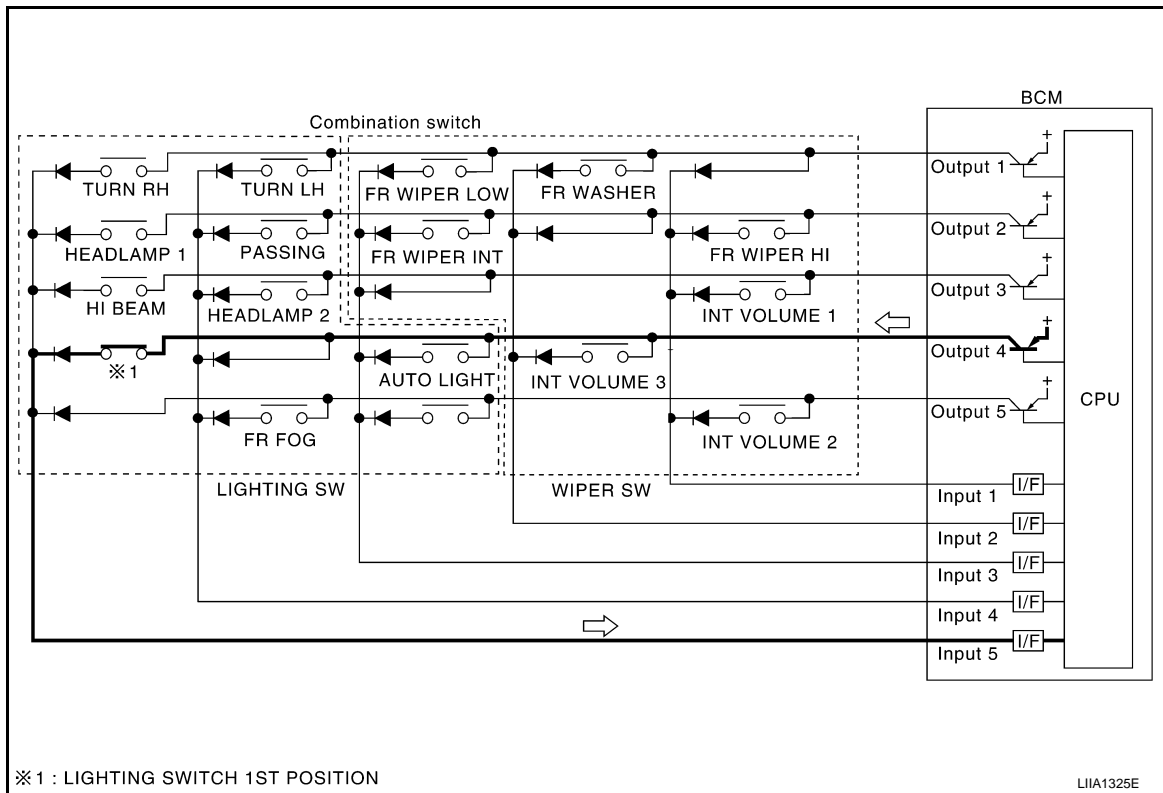 BCM
Combination switch
Output 1
TURN RH
TURN LH
FR WIPER LOW
FR WASHER
Output 2
HEADLAMP 1
PASSING
FR WIPER INT
FR WIPER HI
Output 3
HI BEAM
HEADLAMP 2
INT VOLUME 1
Output 4
※1
AUTO LIGHT
INT VOLUME 3
CPU
Output 5
FR FOG
INT VOLUME 2
LIGHTING SW
WIPER SW
Input 1 I/F
Input 2 I/F
Input 3 I/F
Input 4 I/F
Input 5 I/F
+
+
+
+
+
※1 : LIGHTING SWITCH 1ST POSITION
LIIA1325E